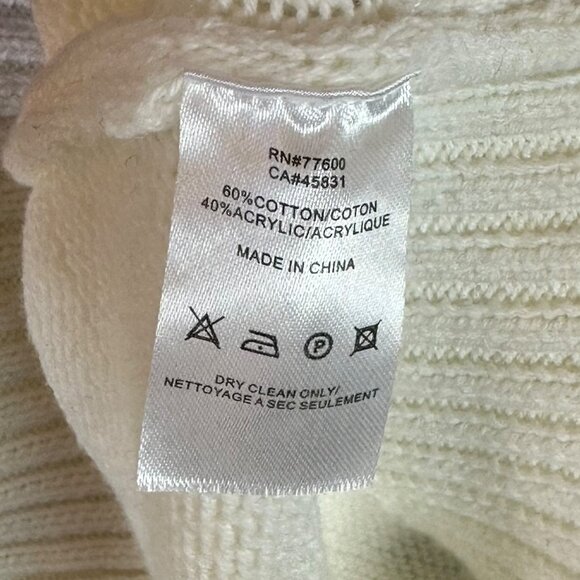 RN#77600
CA#45831
60%COTTON/COTON
40%ACRYLIC/ACRYLIQUE
MADE IN CHINA
P
DRY CLEAN ONLY/
NETTOYAGE A SEC SEULEMENT